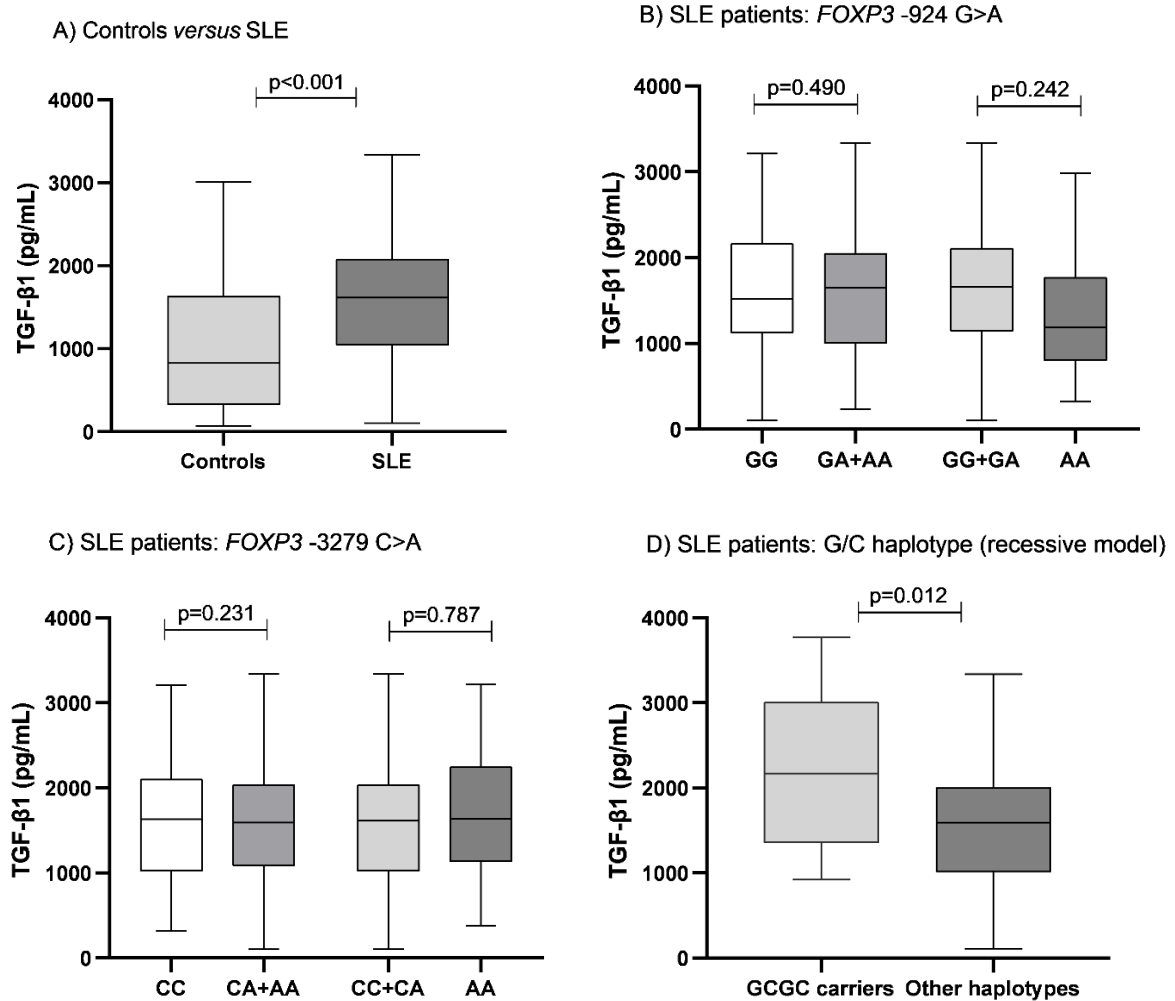 A) Controls versus SLE
p<0.001
4000
3000
2000
1000
0
TGF-β1 (pg/mL)
Controls SLE
B) SLE patients: FOXP3 -924 G>A
p=0.490 p=0.242
4000
3000
2000
1000
0
TGF-β1 (pg/mL)
GG GA+AA GG+GA AA
C) SLE patients: FOXP3 -3279 C>A
p=0.231 p=0.787
4000
3000
2000
1000
0
TGF-β1 (pg/mL)
CC CA+AA CC+CA AA
D) SLE patients: G/C haplotype (recessive model)
p=0.012
4000
3000
2000
1000
0
TGF-β1 (pg/mL)
GCGC carriers Other haplotypes